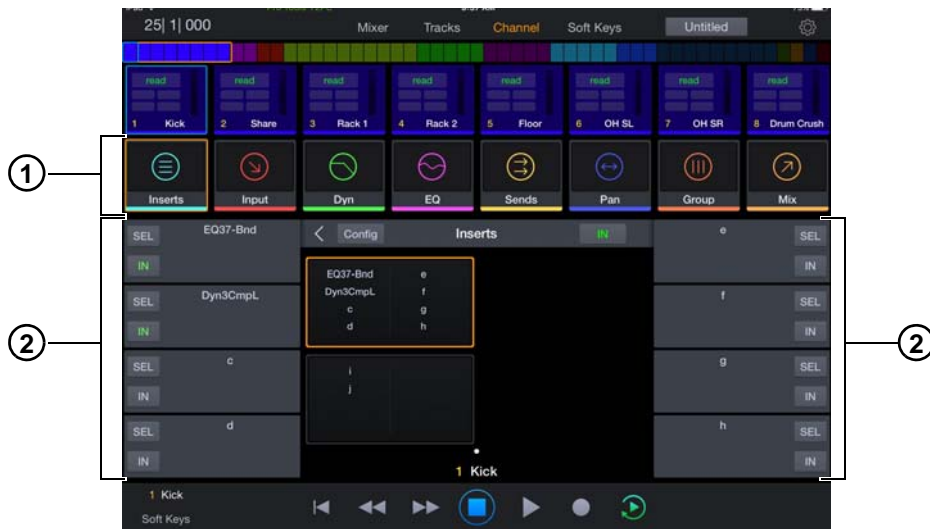 25| 1| 000
Mixer Tracks Channel Soft Keys Untitled
read read read read read read read read
1 Kick 2 Share 3 Rack 1 4 Rack 2 5 Floor 6 OH SL 7 OH SR 8 Drum Crush
1
Inserts Input Dyn EQ Sends Pan Group Mix
SEL EQ37-Bnd
IN
SEL Dyn3CmpL
IN
2
SEL c
IN
SEL d
IN
Config Inserts IN
EQ37-Bnd e
Dyn3CmpL f
c g
d h
i
j
1 Kick
e SEL
IN
f SEL
IN
2
g SEL
IN
h SEL
IN
1 Kick
Soft Keys